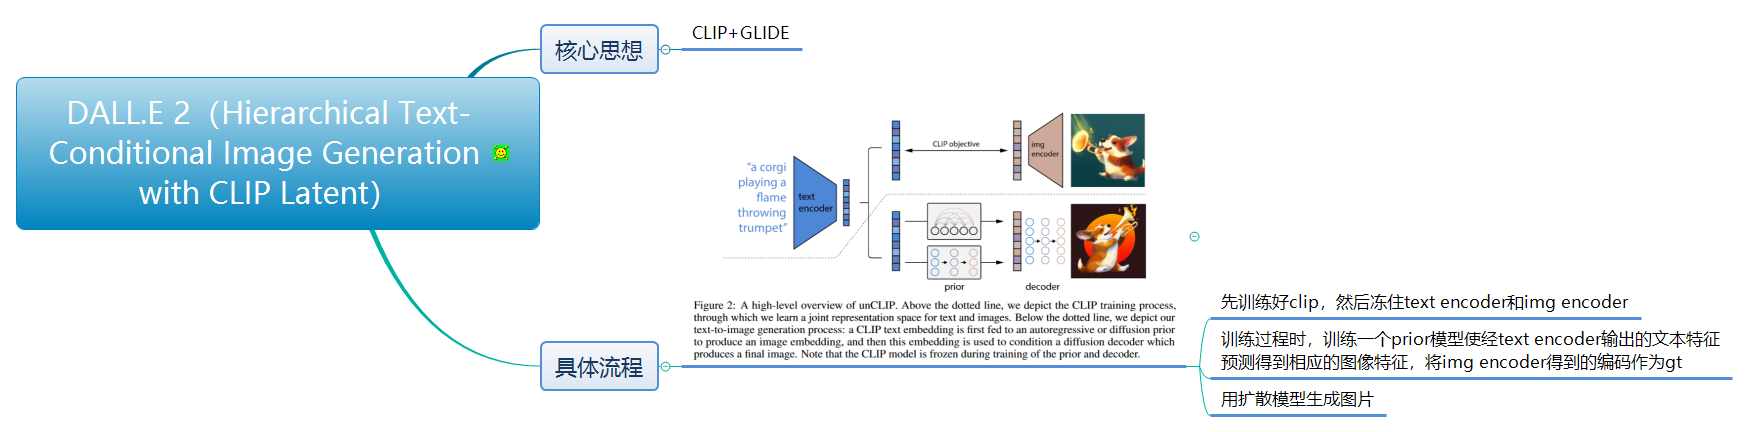 DALL.E 2（Hierarchical Text-
Conditional Image Generation
with CLIP Latent）
核心思想
CLIP+GLIDE
具体流程
“a corgi
playing a
flame
throwing
trumpet”
text
encoder
CLIP objective
img
encoder
prior
decoder
Figure 2: A high-level overview of unCLIP. Above the dotted line, we depict the CLIP training process,
through which we learn a joint representation space for text and images. Below the dotted line, we depict our
text-to-image generation process: a CLIP text embedding is first fed to an autoregressive or diffusion prior
to produce an image embedding, and then this embedding is used to condition a diffusion decoder which
produces a final image. Note that the CLIP model is frozen during training of the prior and decoder.
先训练好clip，然后冻住text encoder和img encoder
训练过程时，训练一个prior模型使经text encoder输出的文本特征
预测得到相应的图像特征，将img encoder得到的编码作为gt
用扩散模型生成图片